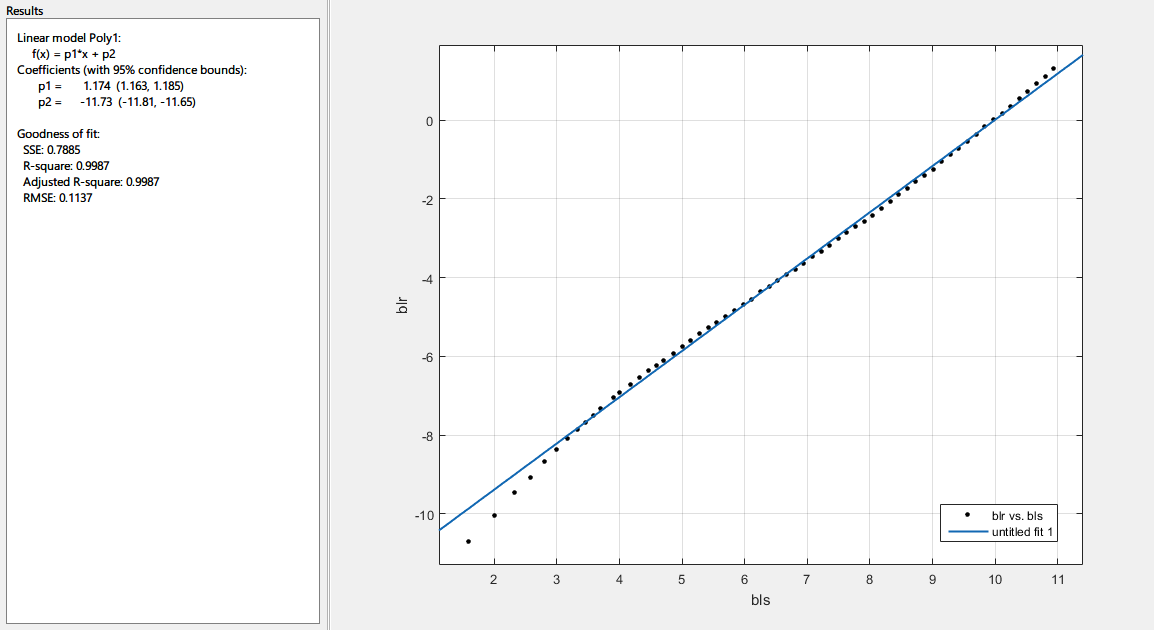 Results
Linear model Poly1:
f(x) = p1*x + p2
Coefficients (with 95% confidence bounds):
p1 = 1.174 (1.163, 1.185)
p2 = -11.73 (-11.81, -11.65)
Goodness of fit:
SSE: 0.7885
R-square: 0.9987
Adjusted R-square: 0.9987
RMSE: 0.1137
0
-2
-4
blr
-6
-8
-10
blr vs. bls
untitled fit 1
2 3 4 5 6 7 8 9 10 11
bls